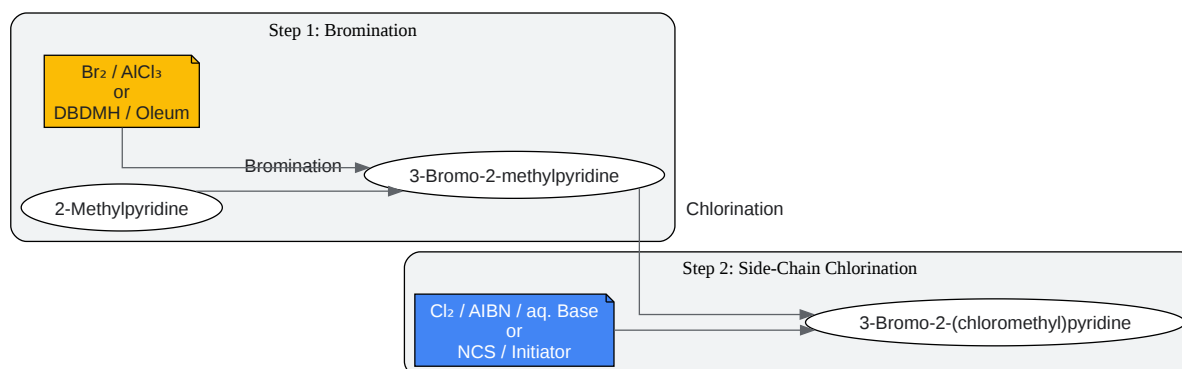 Step 1: Bromination
Br₂ / AlCl₃
or
DBDMH / Oleum
Bromination
3-Bromo-2-methylpyridine
2-Methylpyridine
Chlorination
Step 2: Side-Chain Chlorination
Cl₂ / AIBN / aq. Base
or
NCS / Initiator
3-Bromo-2-(chloromethyl)pyridine